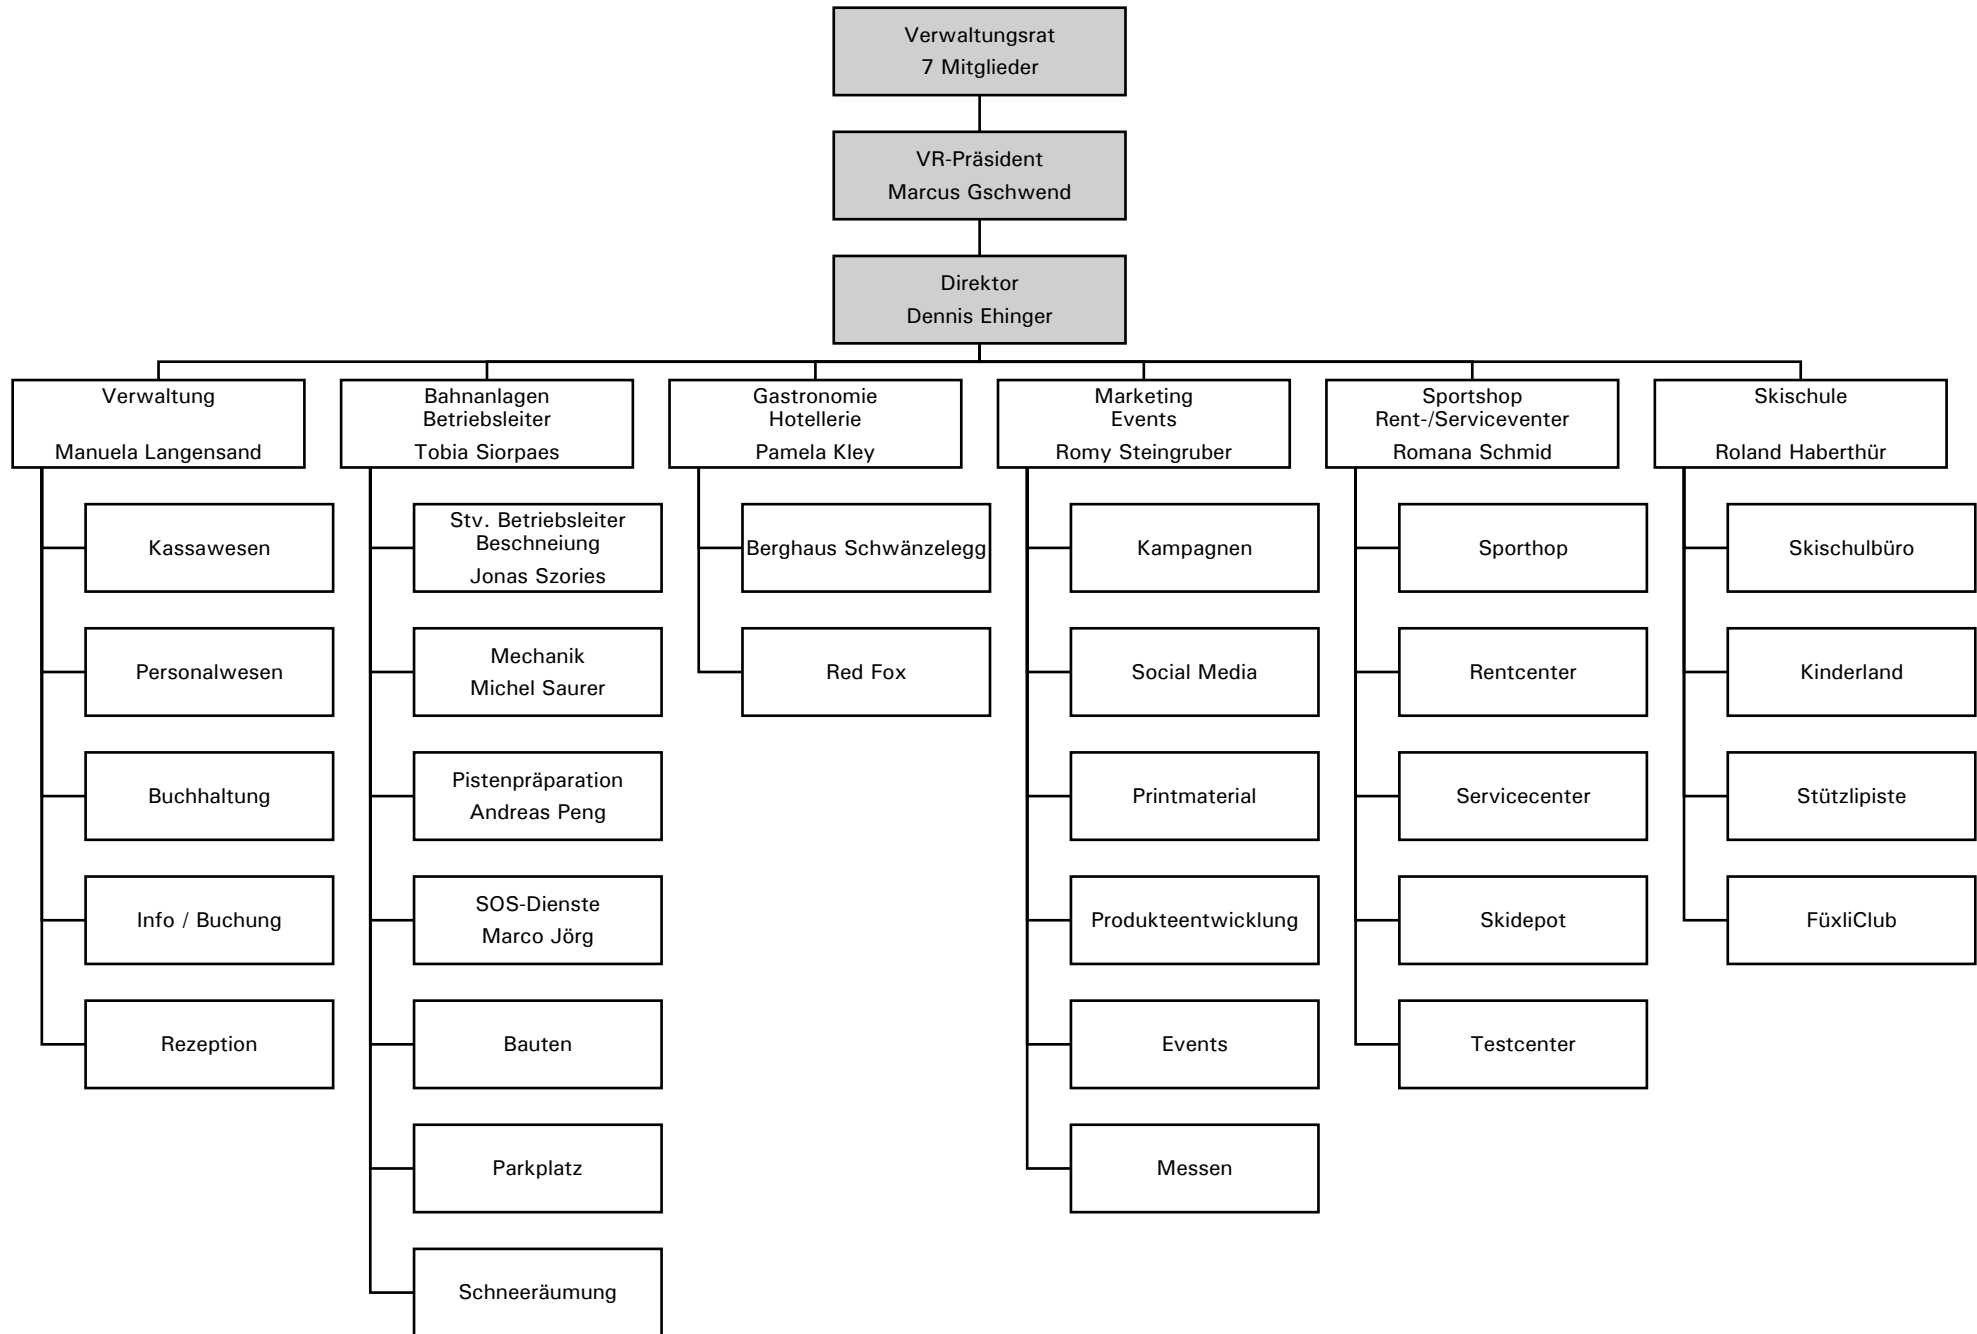 Verwaltungsrat
7 Mitglieder
VR-Präsident
Marcus Gschwend
Direktor
Dennis Ehinger
Verwaltung
Manuela Langensand
Kassawesen
Personalwesen
Buchhaltung
Info / Buchung
Rezeption
Bahnanlagen
Betriebsleiter
Tobia Siorpaes
Stv. Betriebsleiter
Beschneiung
Jonas Szories
Mechanik
Michel Saurer
Pistenpräparation
Andreas Peng
SOS-Dienste
Marco Jörg
Bauten
Parkplatz
Schneeräumung
Gastronomie
Hotellerie
Pamela Kley
Berghaus Schwänzelegg
Red Fox
Marketing
Events
Romy Steingruber
Kampagnen
Social Media
Printmaterial
Produkteentwicklung
Events
Messen
Sportshop
Rent-/Serviceventer
Romana Schmid
Sporthop
Rentcenter
Servicecenter
Skidepot
Testcenter
Skischule
Roland Haberthür
Skischulbüro
Kinderland
Stützlipiste
FüxliClub